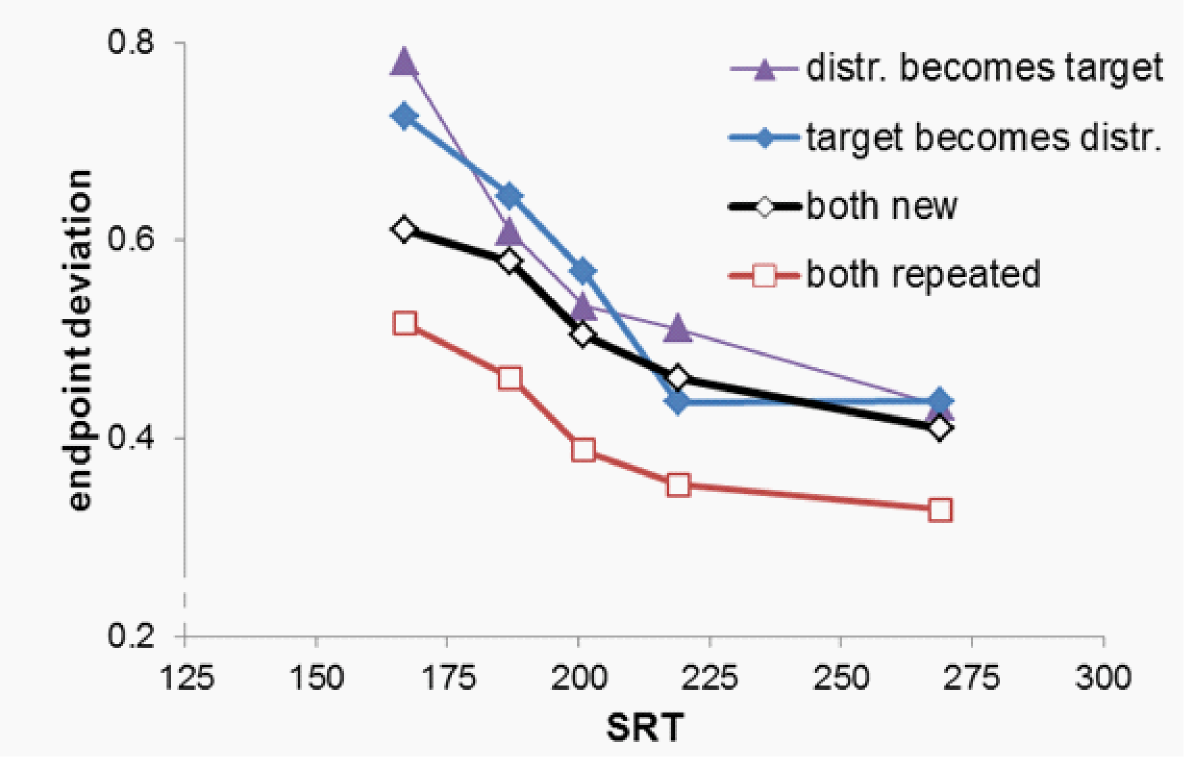 0.8
distr. becomes target
target becomes distr.
both new
0.6
both repeated
endpoint deviation
0.4
0.2
125 150 175 200 225 250 275 300
SRT